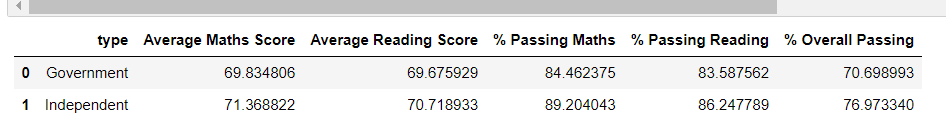 type Average Maths Score Average Reading Score % Passing Maths % Passing Reading % Overall Passing
0 Government 69.834806 69.675929 84.462375 83.587562 70.698993
1 Independent 71.368822 70.718933 89.204043 86.247789 76.973340